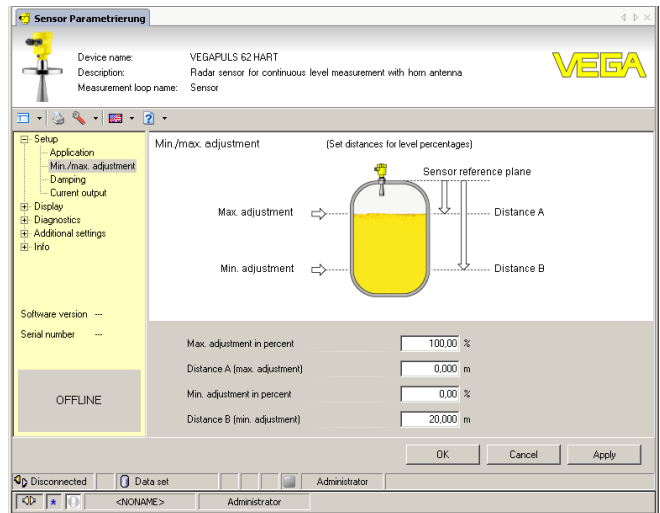 Sensor Parametrierung
Device name: VEGAPULS 62 HART
Description: Radar sensor for continuous level measurement with horn antenna
Measurement loop name: Sensor
VEGA
Setup
Application
Min./max. adjustment
Damping
Current output
Display
Diagnostics
Additional settings
Info
Software version ---
Serial number ---
OFFLINE
Min./max. adjustment (Set distances for level percentages)
Sensor reference plane
Max. adjustment Distance A
Min. adjustment Distance B
Max. adjustment in percent 100,00 %
Distance A (max. adjustment) 0,000 m
Min. adjustment in percent 0,00 %
Distance B (min. adjustment) 20,000 m
OK Cancel Apply
Disconnected Data set Administrator
<NONAME> Administrator